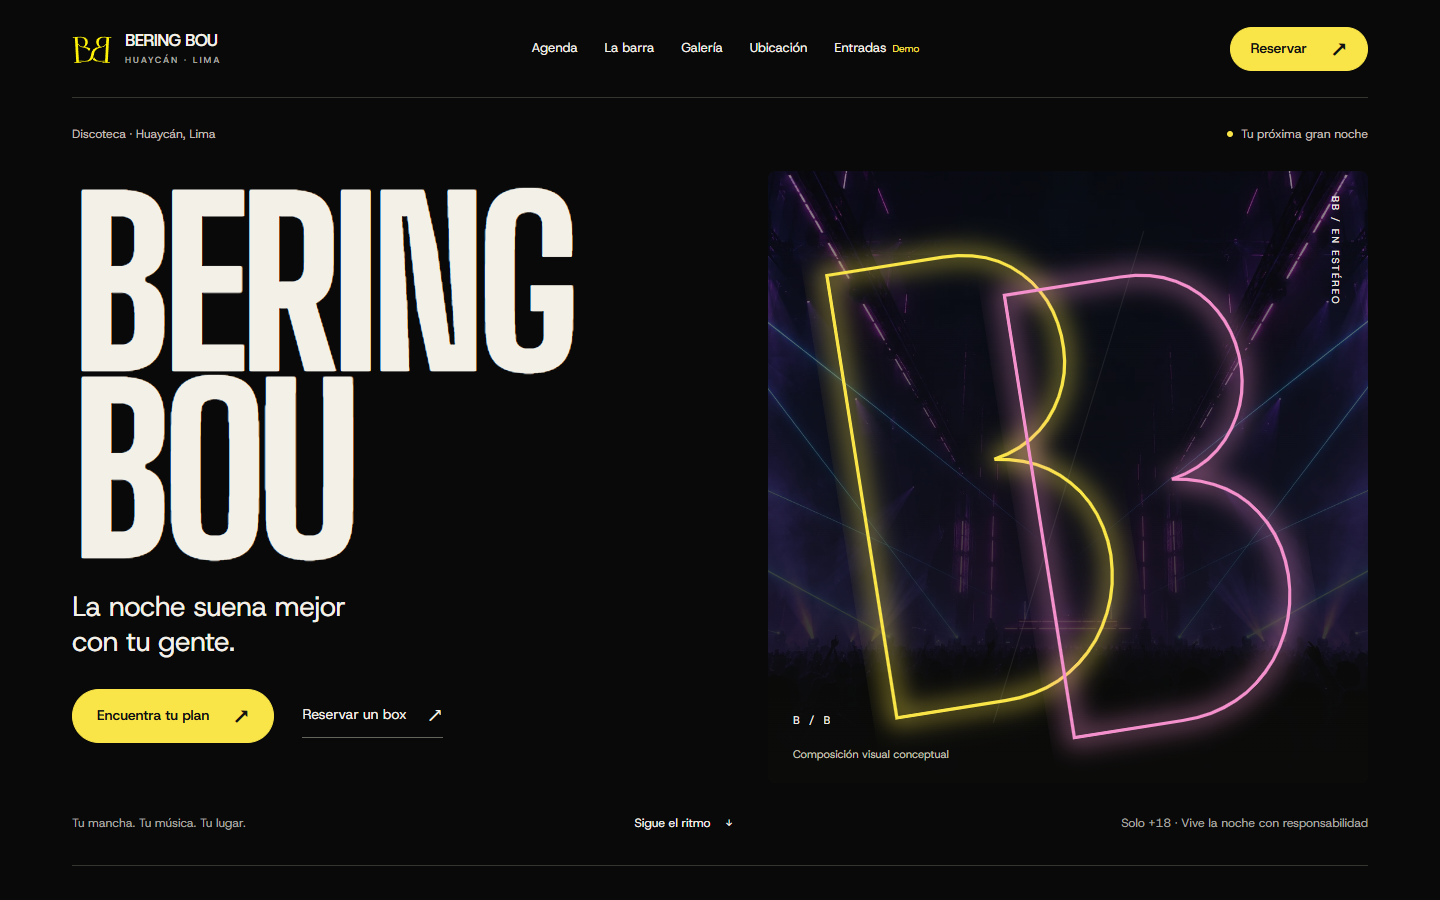 BB
BERING BOU
HUAYCÁN · LIMA
Agenda
La barra
Galería
Ubicación
Entradas Demo
Reservar ↗
Discoteca · Huaycán, Lima
Tu próxima gran noche
BERING
BOU
La noche suena mejor
con tu gente.
Encuentra tu plan ↗
Reservar un box ↗
BB / EN ESTÉREO
B B
B / B
Composición visual conceptual
Tu mancha. Tu música. Tu lugar.
Sigue el ritmo ↓
Solo +18 · Vive la noche con responsabilidad